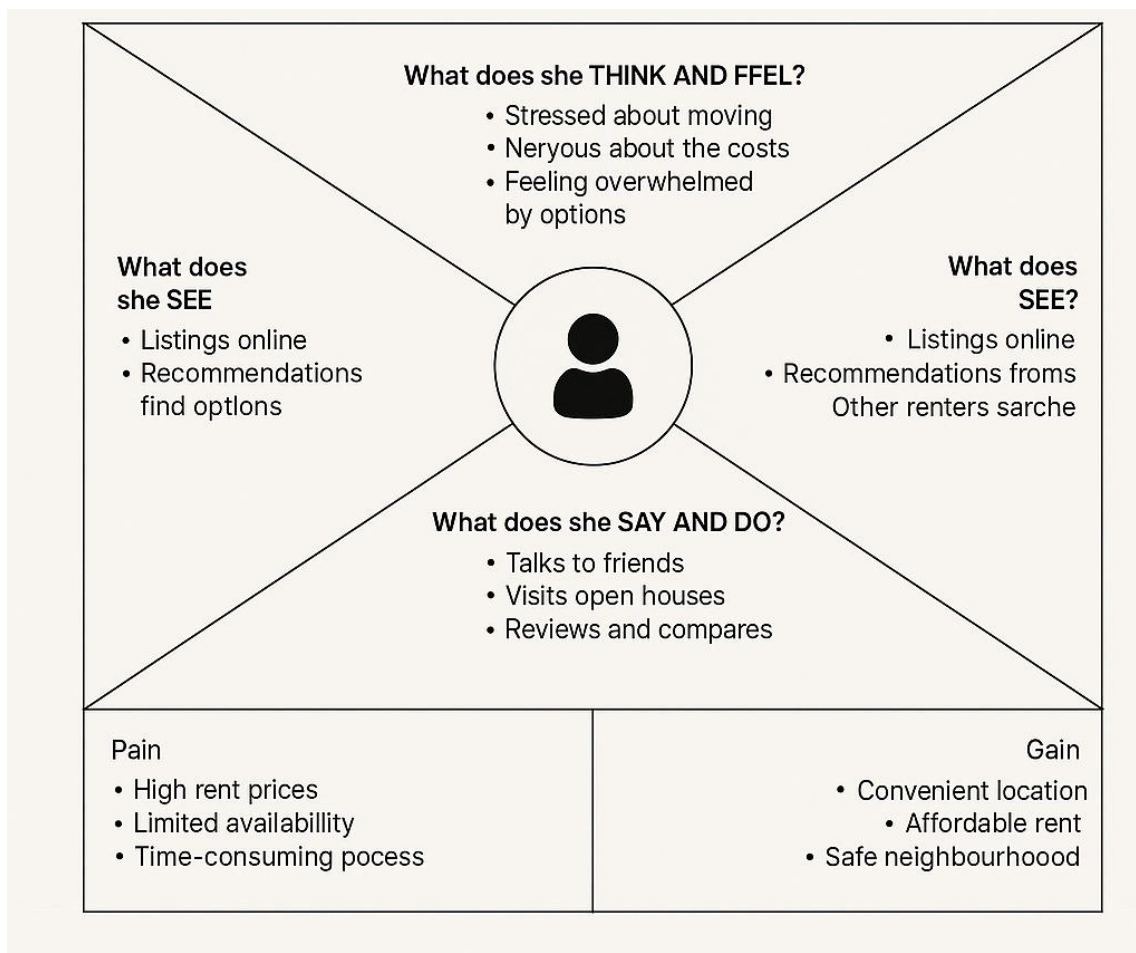 What does she THINK AND FFEL?
• Stressed about moving
• Neryous about the costs
• Feeling overwhelmed
by options
What does
she SEE
• Listings online
• Recommendations
find optlons
What does
SEE?
• Listings online
• Recommendations froms
Other renters sarche
What does she SAY AND DO?
• Talks to friends
• Visits open houses
• Reviews and compares
Pain
• High rent prices
• Limited availabillity
• Time-consuming pocess
Gain
• Convenient location
• Affordable rent
• Safe neighbourhoood